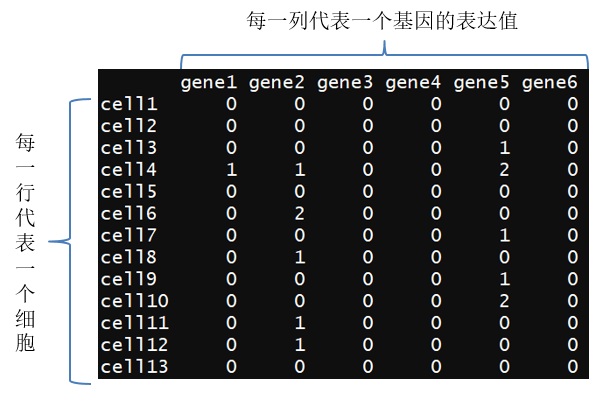 每一列代表一个基因的表达值
gene1 gene2 gene3 gene4 gene5 gene6
cell1 0 0 0 0 0 0
cell2 0 0 0 0 0 0
cell3 0 0 0 0 1 0
cell4 1 1 0 0 2 0
cell5 0 0 0 0 0 0
cell6 0 2 0 0 0 0
cell7 0 0 0 0 1 0
cell8 0 1 0 0 0 0
cell9 0 0 0 0 1 0
cell10 0 0 0 0 2 0
cell11 0 1 0 0 0 0
cell12 0 1 0 0 0 0
cell13 0 0 0 0 0 0
每一行代表一个细胞